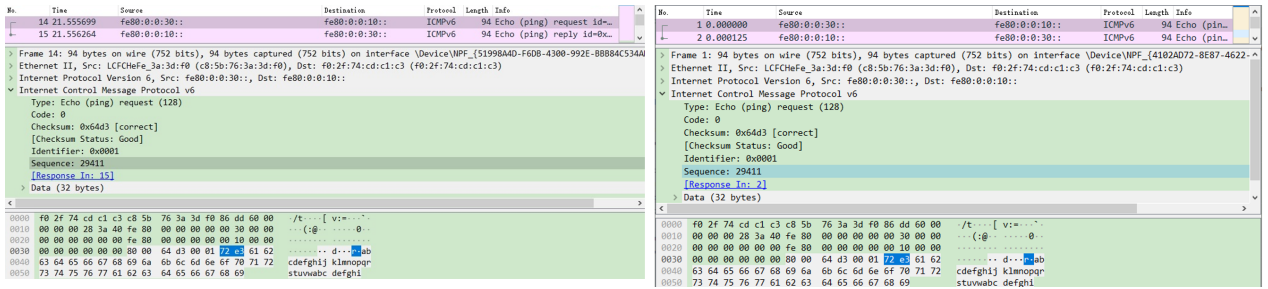 No. Time Source Destination Protocol Length Info
14 21.555699 fe80:0:0:30:: fe80:0:0:10:: ICMPv6 94 Echo (ping) request id=…
15 21.556264 fe80:0:0:30:: fe80:0:0:10:: ICMPv6 94 Echo (ping) reply id=0x…
Frame 14: 94 bytes on wire (752 bits), 94 bytes captured (752 bits) on interface \Device\NPF_{51998A4D-F6DB-4300-992E-BBB84C534A
Ethernet II, Src: LCFCHeFe_3a:3d:f0 (c8:5b:76:3a:3d:f0), Dst: f0:2f:74:cd:c1:c3 (f0:2f:74:cd:c1:c3)
Internet Protocol Version 6, Src: fe80:0:0:30::, Dst: fe80:0:0:10::
Internet Control Message Protocol v6
Type: Echo (ping) request (128)
Code: 0
Checksum: 0x64d3 [correct]
[Checksum Status: Good]
Identifier: 0x0001
Sequence: 29411
[Response In: 15]
Data (32 bytes)
0000 f0 2f 74 cd c1 c3 c8 5b 76 3a 3d f0 86 dd 60 00 ·/t····[ v:=···`·
0010 00 00 00 28 3a 40 fe 80 00 00 00 00 00 30 00 00 ···(:@·· ·····0··
0020 00 00 00 00 00 00 fe 80 00 00 00 00 00 10 00 00 ········ ········
0030 00 00 00 00 00 00 80 00 64 d3 00 01 72 e3 61 62 ········ d···r·ab
0040 63 64 65 66 67 68 69 6a 6b 6c 6d 6e 6f 70 71 72 cdefghij klmnopqr
0050 73 74 75 76 77 61 62 63 64 65 66 67 68 69 stuvwabc defghi
No. Time Source Destination Protocol Length Info
1 0.000000 fe80:0:0:30:: fe80:0:0:10:: ICMPv6 94 Echo (pin…
2 0.000125 fe80:0:0:30:: fe80:0:0:10:: ICMPv6 94 Echo (pin…
Frame 1: 94 bytes on wire (752 bits), 94 bytes captured (752 bits) on interface \Device\NPF_{4102AD72-8E87-4622-
Ethernet II, Src: LCFCHeFe_3a:3d:f0 (c8:5b:76:3a:3d:f0), Dst: f0:2f:74:cd:c1:c3 (f0:2f:74:cd:c1:c3)
Internet Protocol Version 6, Src: fe80:0:0:30::, Dst: fe80:0:0:10::
Internet Control Message Protocol v6
Type: Echo (ping) request (128)
Code: 0
Checksum: 0x64d3 [correct]
[Checksum Status: Good]
Identifier: 0x0001
Sequence: 29411
[Response In: 2]
Data (32 bytes)
0000 f0 2f 74 cd c1 c3 c8 5b 76 3a 3d f0 86 dd 60 00 ·/t····[ v:=···`·
0010 00 00 00 28 3a 40 fe 80 00 00 00 00 00 30 00 00 ···(:@·· ·····0··
0020 00 00 00 00 00 00 fe 80 00 00 00 00 00 10 00 00 ········ ········
0030 00 00 00 00 00 00 80 00 64 d3 00 01 72 e3 61 62 ········ d···r·ab
0040 63 64 65 66 67 68 69 6a 6b 6c 6d 6e 6f 70 71 72 cdefghij klmnopqr
0050 73 74 75 76 77 61 62 63 64 65 66 67 68 69 stuvwabc defghi